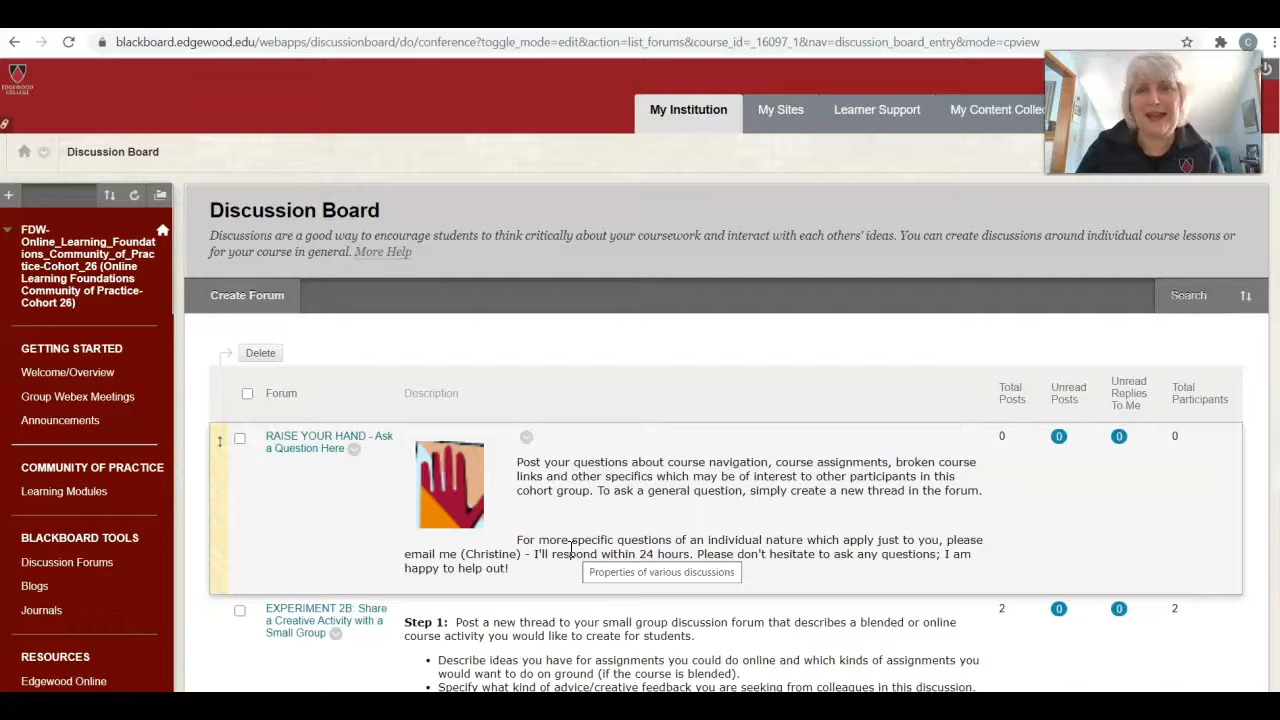 blackboard.edgewood.edu/webapps/discussionboard/do/conference?toggle_mode=edit&action=list_forums&course_id=_16097_1&nav=discussion_board_entry&mode=cpview
C
EDGEWOOD
COLLEGE
My Institution
My Sites
Learner Support
My Content Collec
Discussion Board
FDW-
Online_Learning_Foundat
ions_Community_of_Prac
tice-Cohort_26 (Online
Learning Foundations
Community of Practice-
Cohort 26)
GETTING STARTED
Welcome/Overview
Group Webex Meetings
Announcements
COMMUNITY OF PRACTICE
Learning Modules
BLACKBOARD TOOLS
Discussion Forums
Blogs
Journals
RESOURCES
Edgewood Online
Discussion Board
Discussions are a good way to encourage students to think critically about your coursework and interact with each others' ideas. You can create discussions around individual course lessons or
for your course in general. More Help
Create Forum
Search
Delete
Forum
Description
Total
Posts
Unread
Posts
Unread
Replies
To Me
Total
Participants
RAISE YOUR HAND - Ask
a Question Here
Post your questions about course navigation, course assignments, broken course
links and other specifics which may be of interest to other participants in this
cohort group. To ask a general question, simply create a new thread in the forum.
For more specific questions of an individual nature which apply just to you, please
email me (Christine) - I'll respond within 24 hours. Please don't hesitate to ask any questions; I am
happy to help out!
0
0
0
0
Properties of various discussions
EXPERIMENT 2B: Share
a Creative Activity with a
Small Group
Step 1: Post a new thread to your small group discussion forum that describes a blended or online
course activity you would like to create for students.
• Describe ideas you have for assignments you could do online and which kinds of assignments you
would want to do on ground (if the course is blended).
• Specify what kind of advice/creative feedback you are seeking from colleagues in this discussion.
2
0
0
2